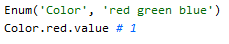 Enum('Color', 'red green blue')
Color.red.value # 1